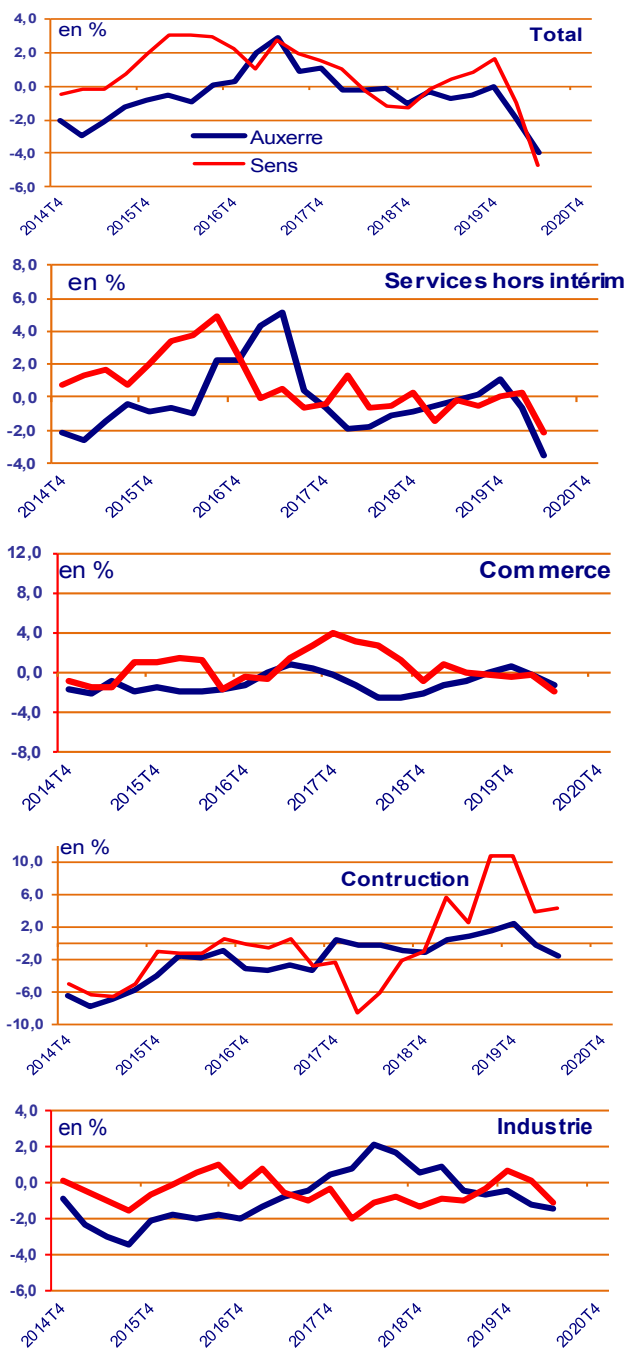 4,0
en %
Total
2,0
0,0
-2,0
Auxerre
Sens
-4,0
-6,0
2014T4
2015T4
2016T4
2017T4
2018T4
2019T4
2020T4
8,0
en %
Services hors intérim
6,0
4,0
2,0
0,0
-2,0
-4,0
2014T4
2015T4
2016T4
2017T4
2018T4
2019T4
2020T4
12,0
en %
Commerce
8,0
4,0
0,0
-4,0
-8,0
2014T4
2015T4
2016T4
2017T4
2018T4
2019T4
2020T4
en %
10,0
Contruction
6,0
2,0
-2,0
-6,0
-10,0
2014T4
2015T4
2016T4
2017T4
2018T4
2019T4
2020T4
4,0
en %
Industrie
2,0
0,0
-2,0
-4,0
-6,0
2014T4
2015T4
2016T4
2017T4
2018T4
2019T4
2020T4